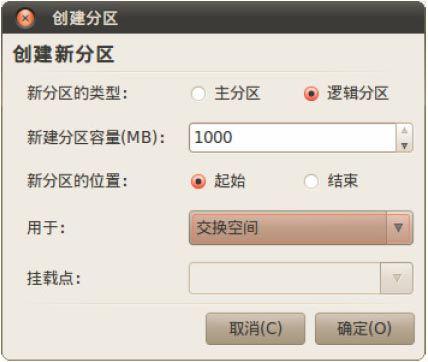 创建分区
创建新分区
新分区的类型: 主分区 逻辑分区
新建分区容量(MB): 1000
新分区的位置: 起始 结束
用于: 交换空间
挂载点:
取消(C) 确定(O)